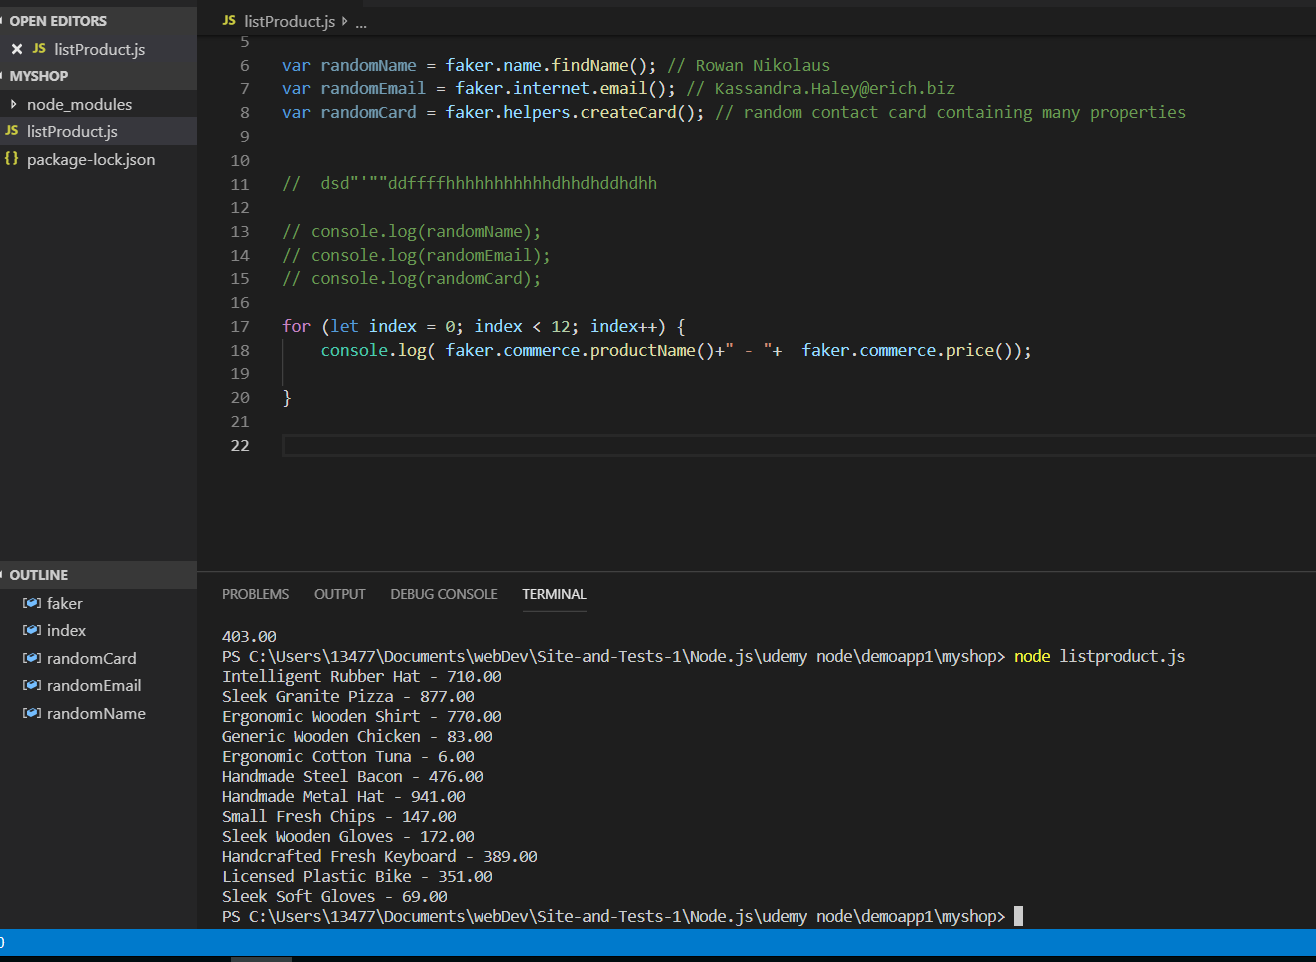 OPEN EDITORS
JS listProduct.js
MYSHOP
node_modules
JS listProduct.js
{} package-lock.json
OUTLINE
faker
index
randomCard
randomEmail
randomName
JS listProduct.js ...
5
6 var randomName = faker.name.findName(); // Rowan Nikolaus
7 var randomEmail = faker.internet.email(); // Kassandra.Haley@erich.biz
8 var randomCard = faker.helpers.createCard(); // random contact card containing many properties
9
10
11 // dsd"'""ddffffhhhhhhhhhhhdhhdhddhdhh
12
13 // console.log(randomName);
14 // console.log(randomEmail);
15 // console.log(randomCard);
16
17 for (let index = 0; index < 12; index++) {
18 console.log( faker.commerce.productName()+" - "+ faker.commerce.price());
19
20 }
21
22
PROBLEMS OUTPUT DEBUG CONSOLE TERMINAL
403.00
PS C:\Users\13477\Documents\webDev\Site-and-Tests-1\Node.js\udemy node\demoapp1\myshop> node listproduct.js
Intelligent Rubber Hat - 710.00
Sleek Granite Pizza - 877.00
Ergonomic Wooden Shirt - 770.00
Generic Wooden Chicken - 83.00
Ergonomic Cotton Tuna - 6.00
Handmade Steel Bacon - 476.00
Handmade Metal Hat - 941.00
Small Fresh Chips - 147.00
Sleek Wooden Gloves - 172.00
Handcrafted Fresh Keyboard - 389.00
Licensed Plastic Bike - 351.00
Sleek Soft Gloves - 69.00
PS C:\Users\13477\Documents\webDev\Site-and-Tests-1\Node.js\udemy node\demoapp1\myshop>